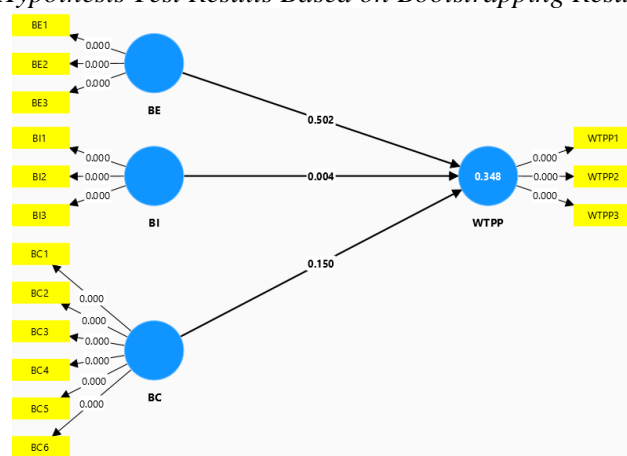 Hypothesis Test Results Based on Bootstrapping Resu
BE1
0.000
BE2
0.000
BE3
0.000
BE
0.502
BI1
0.000
BI2
0.000
BI3
0.000
BI
0.004
WTPP1
0.000
0.348
WTPP2
0.000
WTPP3
0.000
WTPP
BC1
0.000
BC2
0.000
BC3
0.000
BC4
0.000
BC5
0.000
BC6
0.000
BC
0.150